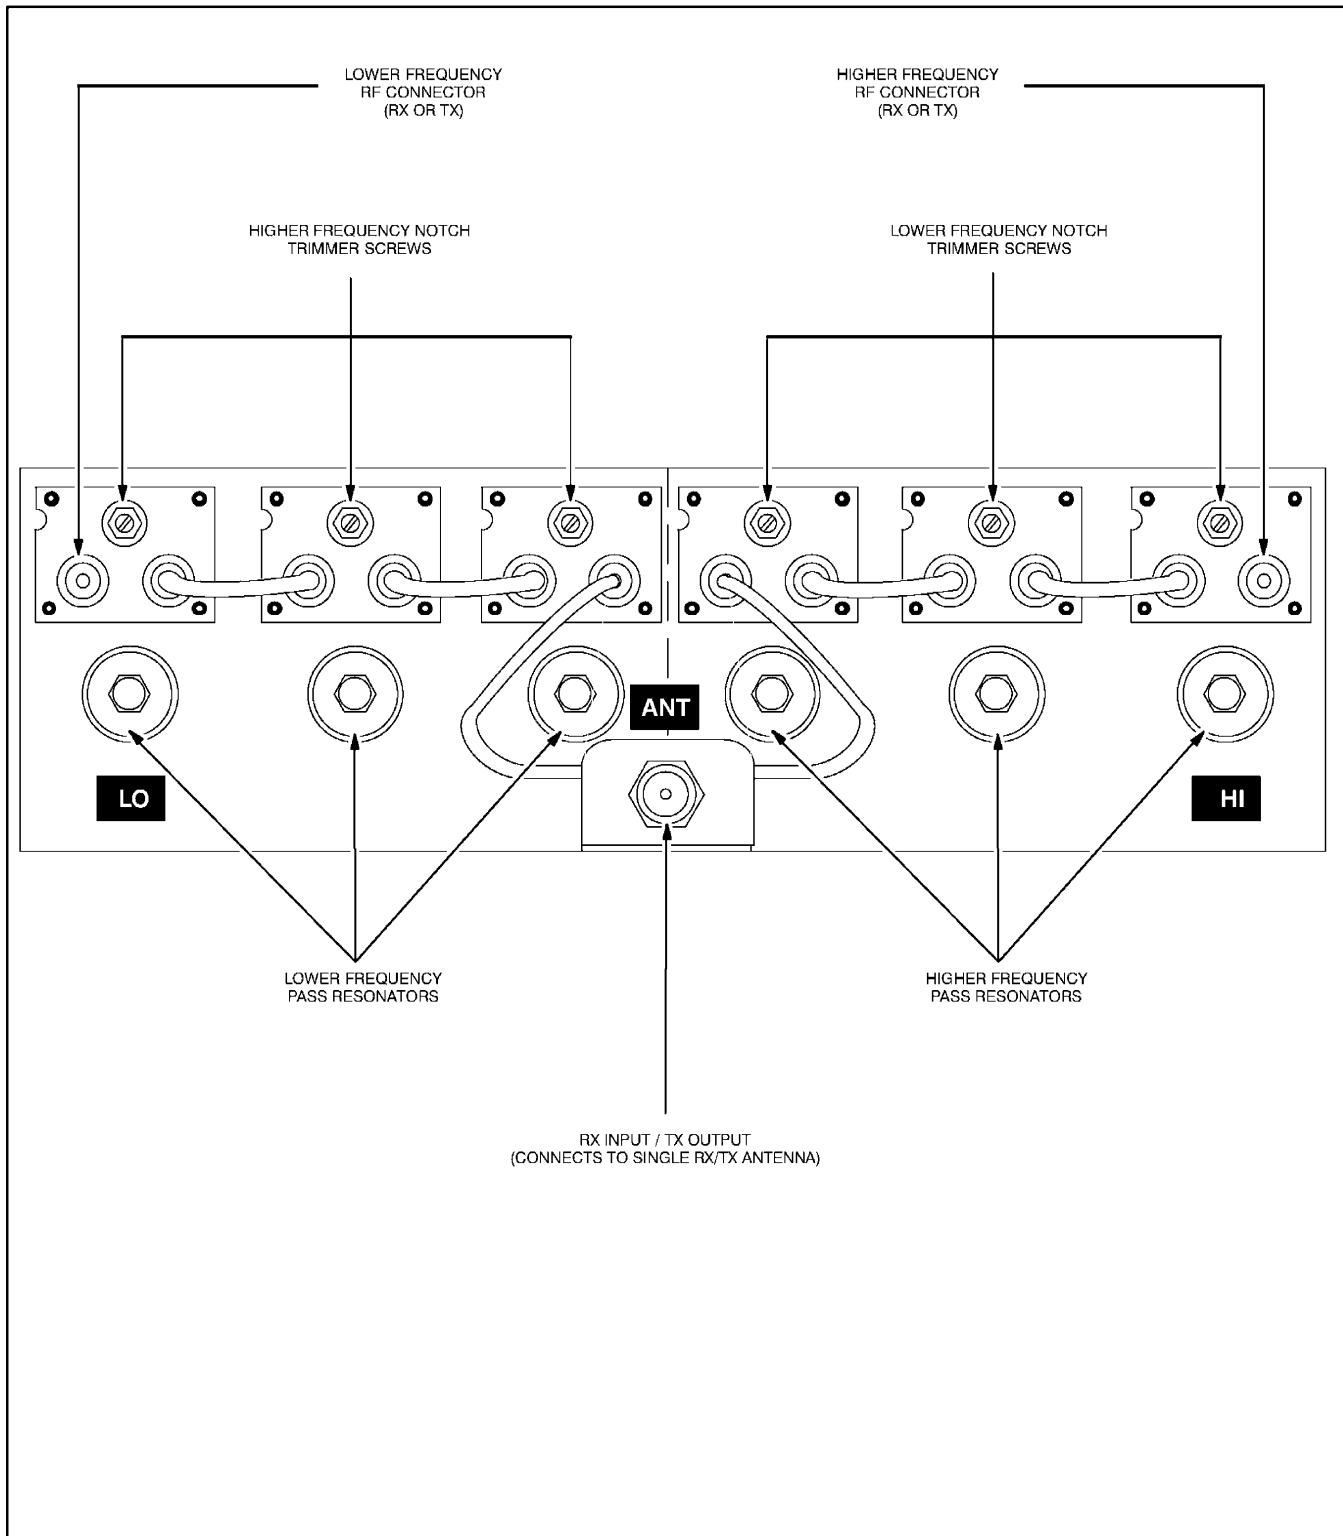 LOWER FREQUENCY
RF CONNECTOR
(RX OR TX)
HIGHER FREQUENCY
RF CONNECTOR
(RX OR TX)
HIGHER FREQUENCY NOTCH
TRIMMER SCREWS
LOWER FREQUENCY NOTCH
TRIMMER SCREWS
ANT
LO
HI
LOWER FREQUENCY
PASS RESONATORS
HIGHER FREQUENCY
PASS RESONATORS
RX INPUT / TX OUTPUT
(CONNECTS TO SINGLE RX/TX ANTENNA)